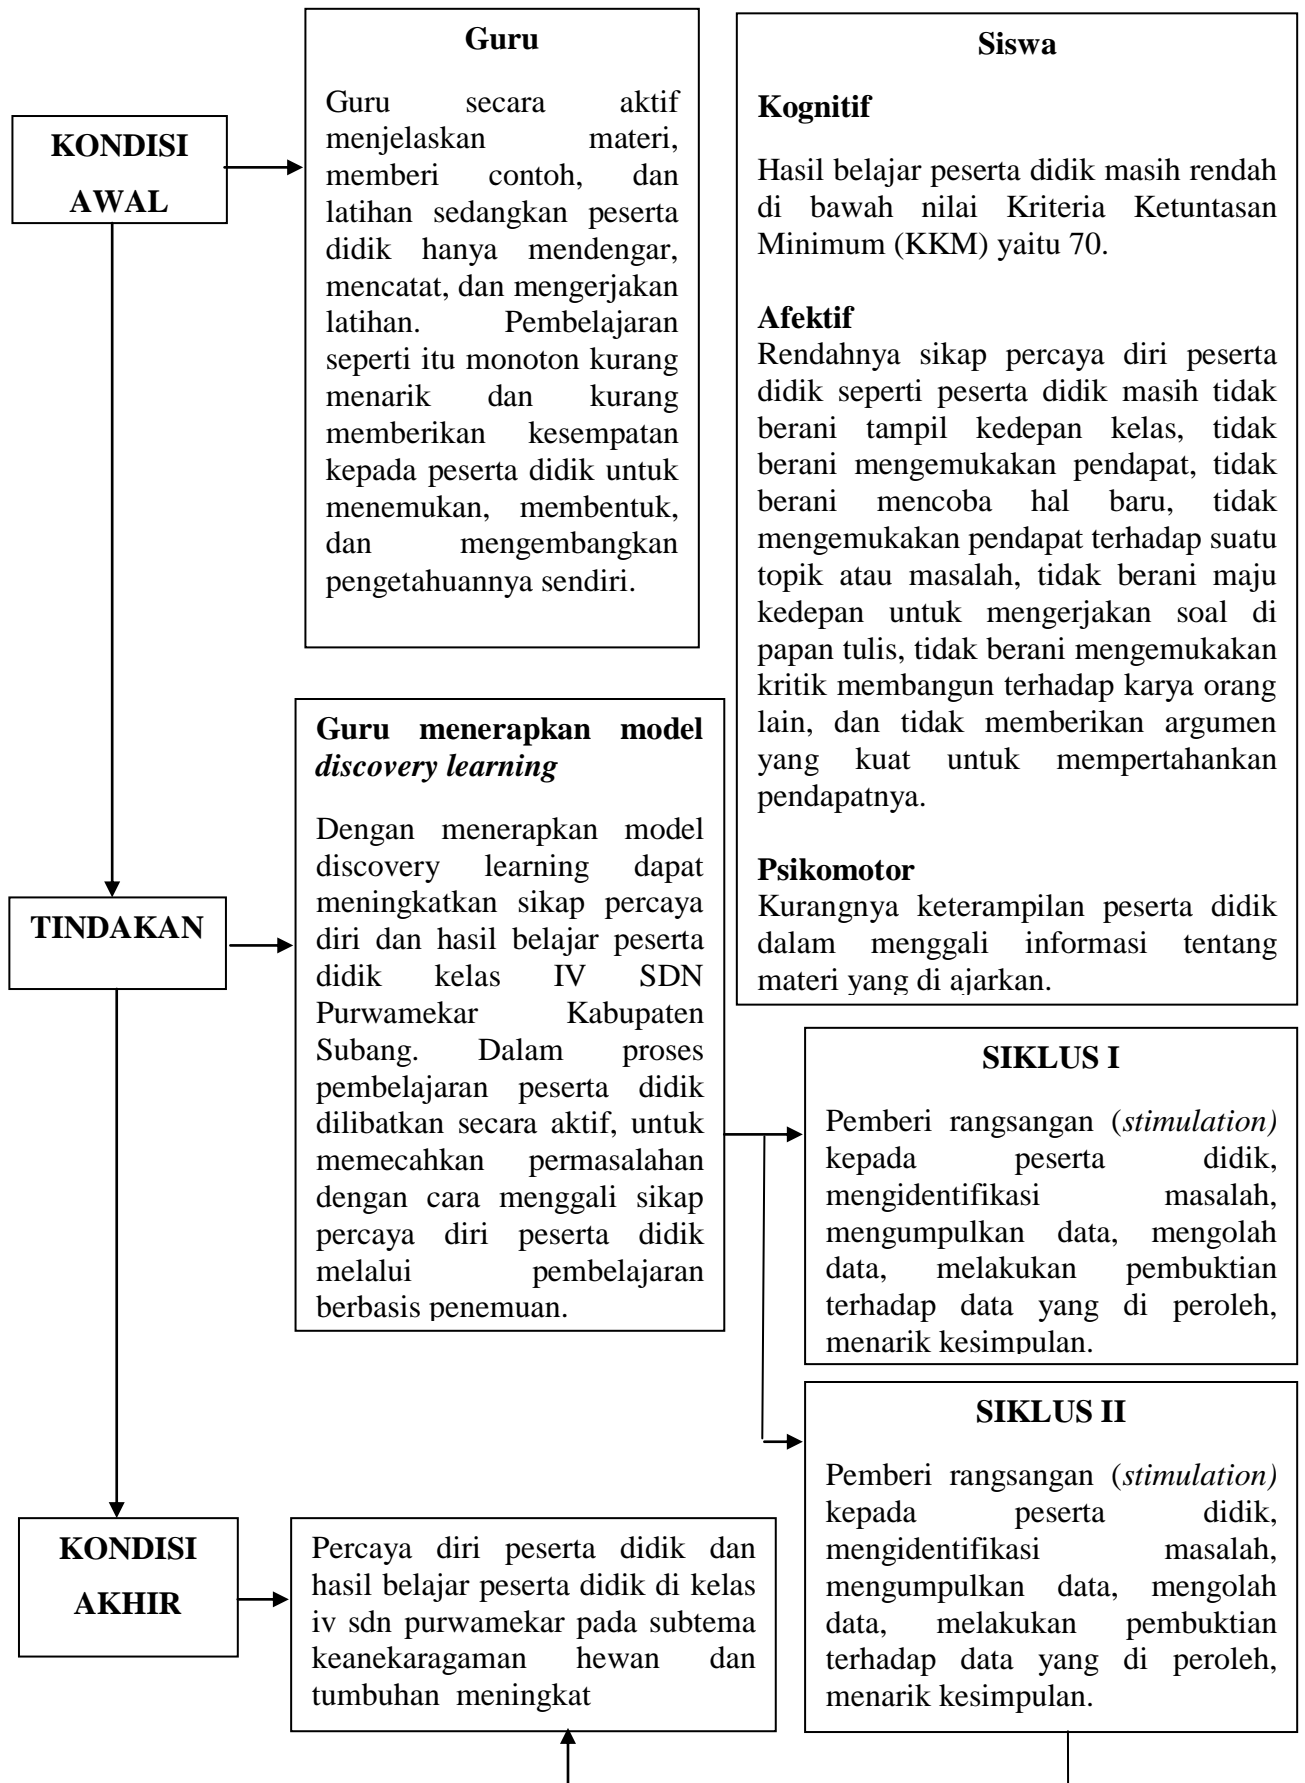 KONDISI
AWAL
Guru
Guru secara aktif
menjelaskan materi,
memberi contoh, dan
latihan sedangkan peserta
didik hanya mendengar,
mencatat, dan mengerjakan
latihan. Pembelajaran
seperti itu monoton kurang
menarik dan kurang
memberikan kesempatan
kepada peserta didik untuk
menemukan, membentuk,
dan mengembangkan
pengetahuannya sendiri.
Siswa
Kognitif
Hasil belajar peserta didik masih rendah
di bawah nilai Kriteria Ketuntasan
Minimum (KKM) yaitu 70.
Afektif
Rendahnya sikap percaya diri peserta
didik seperti peserta didik masih tidak
berani tampil kedepan kelas, tidak
berani mengemukakan pendapat, tidak
berani mencoba hal baru, tidak
mengemukakan pendapat terhadap suatu
topik atau masalah, tidak berani maju
kedepan untuk mengerjakan soal di
papan tulis, tidak berani mengemukakan
kritik membangun terhadap karya orang
lain, dan tidak memberikan argumen
yang kuat untuk mempertahankan
pendapatnya.
Psikomotor
Kurangnya keterampilan peserta didik
dalam menggali informasi tentang
materi yang di ajarkan.
TINDAKAN
Guru menerapkan model
discovery learning
Dengan menerapkan model
discovery learning dapat
meningkatkan sikap percaya
diri dan hasil belajar peserta
didik kelas IV SDN
Purwamekar Kabupaten
Subang. Dalam proses
pembelajaran peserta didik
dilibatkan secara aktif, untuk
memecahkan permasalahan
dengan cara menggali sikap
percaya diri peserta didik
melalui pembelajaran
berbasis penemuan.
SIKLUS I
Pemberi rangsangan (stimulation)
kepada peserta didik,
mengidentifikasi masalah,
mengumpulkan data, mengolah
data, melakukan pembuktian
terhadap data yang di peroleh,
menarik kesimpulan.
SIKLUS II
Pemberi rangsangan (stimulation)
kepada peserta didik,
mengidentifikasi masalah,
mengumpulkan data, mengolah
data, melakukan pembuktian
terhadap data yang di peroleh,
menarik kesimpulan.
KONDISI
AKHIR
Percaya diri peserta didik dan
hasil belajar peserta didik di kelas
iv sdn purwamekar pada subtema
keanekaragaman hewan dan
tumbuhan meningkat